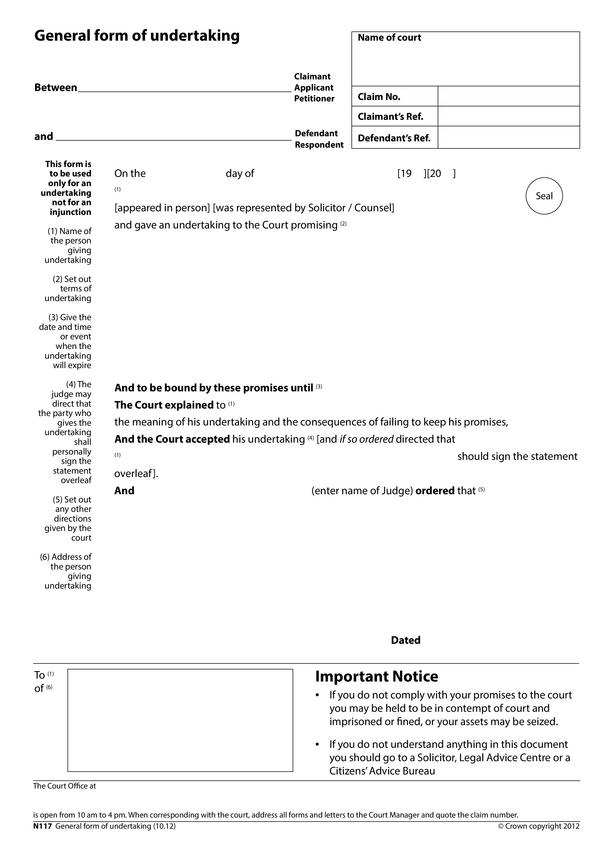 General form of undertaking
Name of court
Between
Claimant
Applicant
Petitioner
Claim No.
Claimant's Ref.
and
Defendant
Respondent
Defendant's Ref.
This form is
to be used
only for an
undertaking
not for an
injunction
(1) Name of
the person
giving
undertaking
(2) Set out
terms of
undertaking
(3) Give the
date and time
or event
when the
undertaking
will expire
(4) The
judge may
direct that
the party who
gives the
undertaking
shall
personally
sign the
statement
overleaf
(5) Set out
any other
directions
given by the
court
(6) Address of
the person
giving
undertaking
On the day of [19 ][20 ]
Seal
(1)
[appeared in person] [was represented by Solicitor / Counsel]
and gave an undertaking to the Court promising (2)
And to be bound by these promises until (3)
The Court explained to (1)
the meaning of his undertaking and the consequences of failing to keep his promises,
And the Court accepted his undertaking (4) [and if so ordered directed that
(1) should sign the statement
overleaf].
And (enter name of Judge) ordered that (5)
Dated
To (1)
of (6)
Important Notice
• If you do not comply with your promises to the court
you may be held to be in contempt of court and
imprisoned or fined, or your assets may be seized.
• If you do not understand anything in this document
you should go to a Solicitor, Legal Advice Centre or a
Citizens' Advice Bureau
The Court Office at
is open from 10 am to 4 pm. When corresponding with the court, address all forms and letters to the Court Manager and quote the claim number.
N117 General form of undertaking (10.12)
© Crown copyright 2012